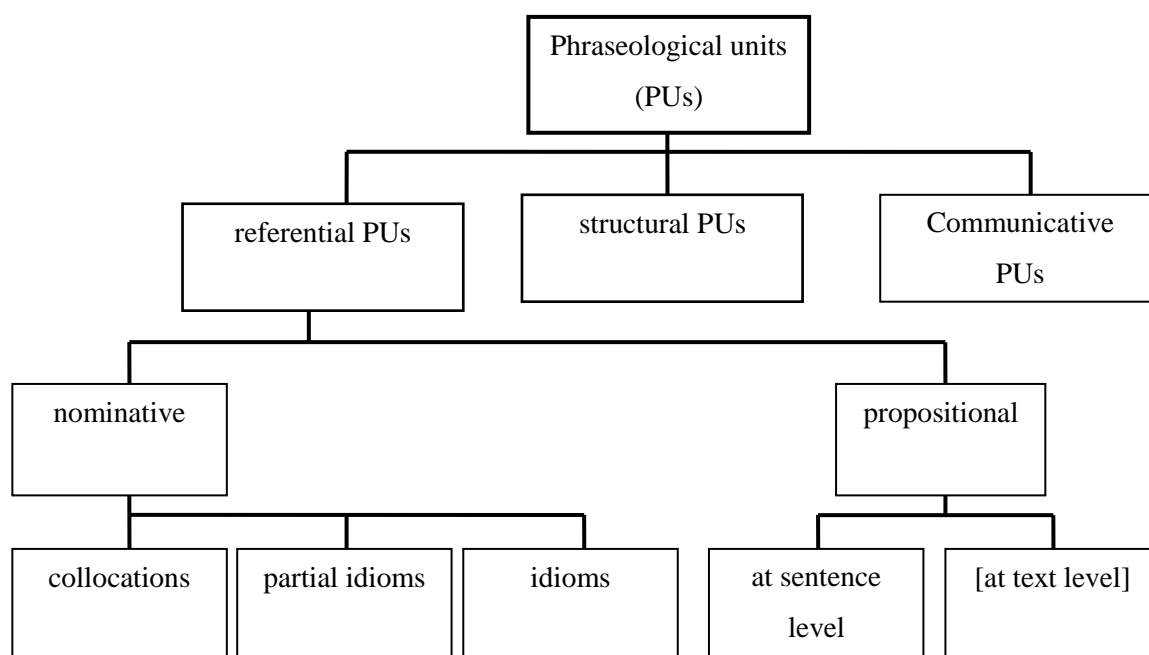 Phraseological units
(PUs)
referential PUs
structural PUs
Communicative
PUs
nominative
propositional
collocations
partial idioms
idioms
at sentence
level
[at text level]